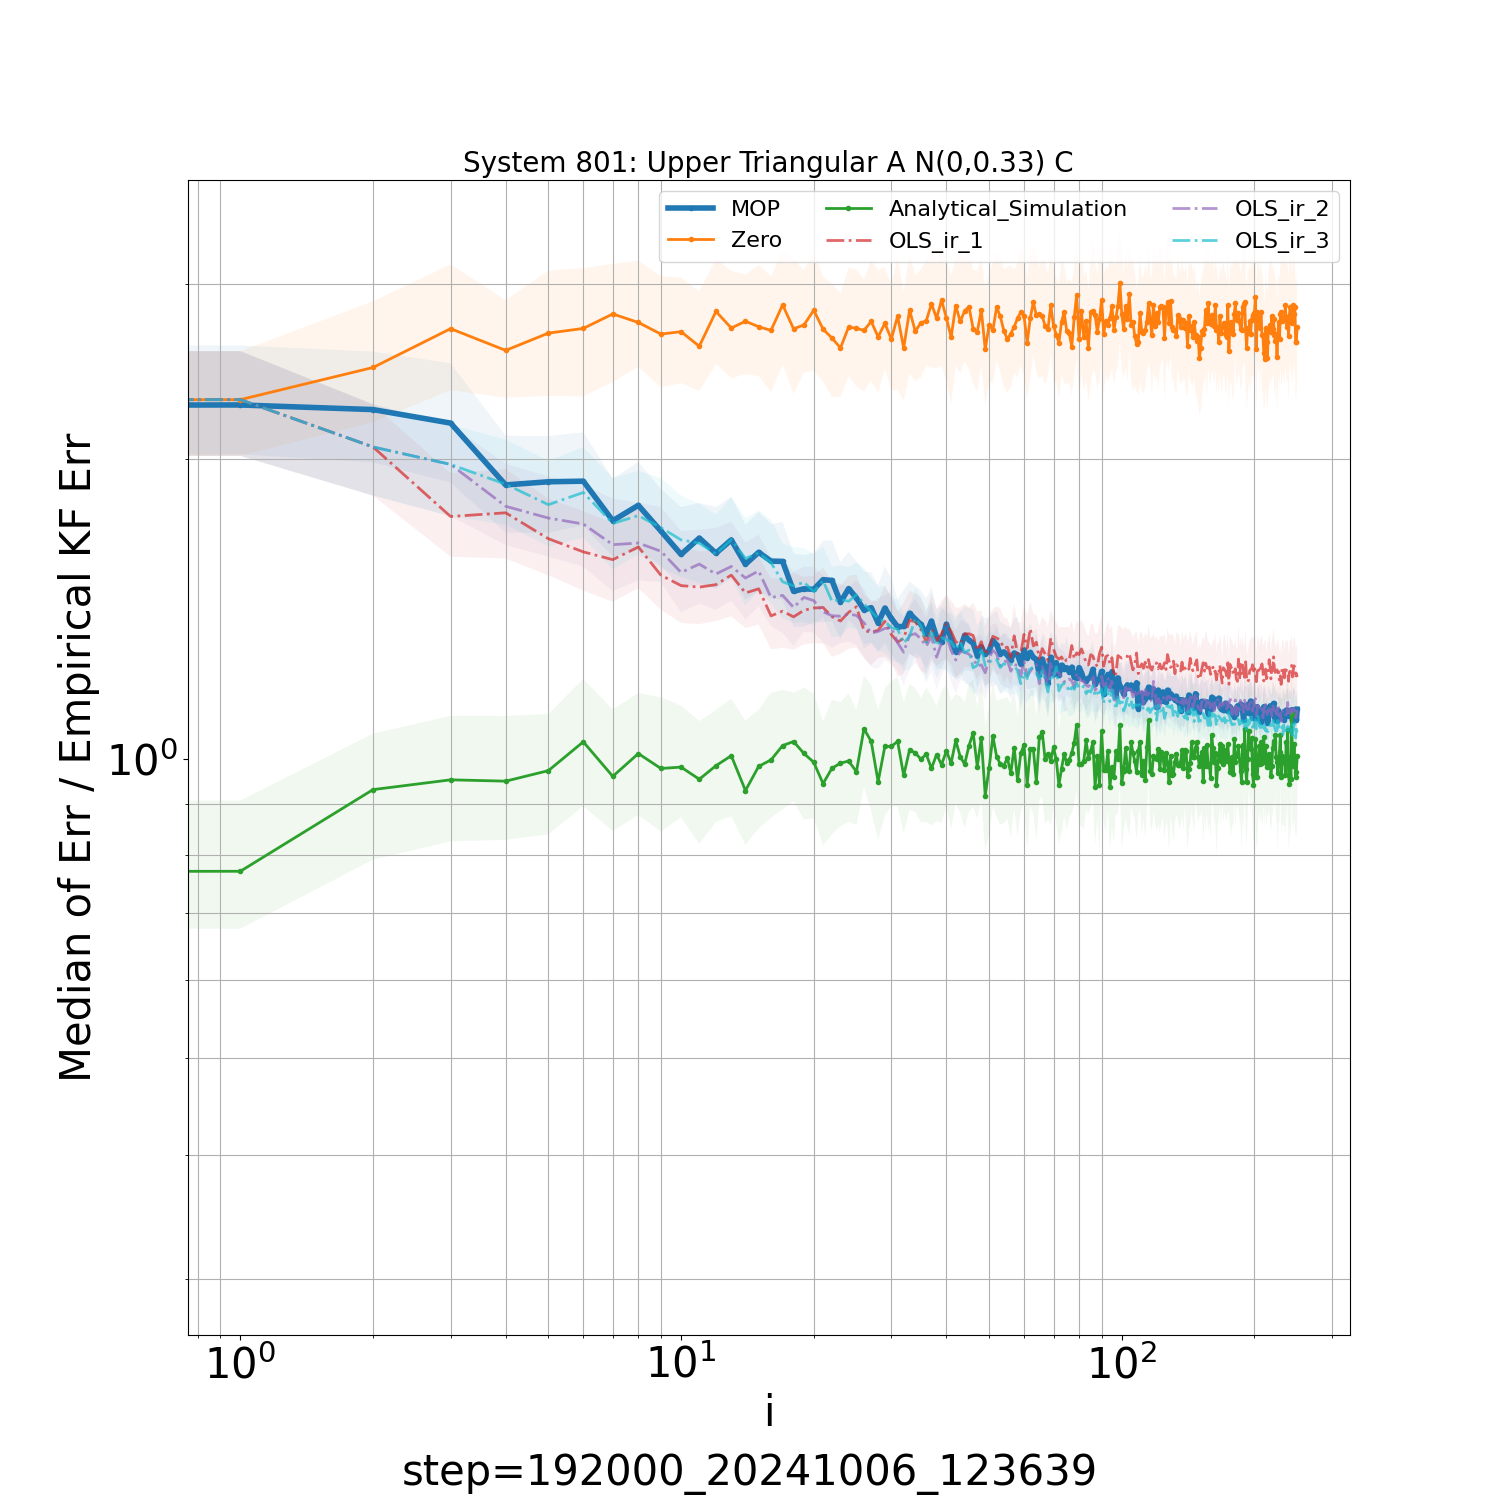 System 801: Upper Triangular A N(0,0.33) C
MOP
Zero
Analytical_Simulation
OLS_ir_1
OLS_ir_2
OLS_ir_3
Median of Err / Empirical KF Err
10⁰
10⁰
10¹
10²
i
step=192000_20241006_123639